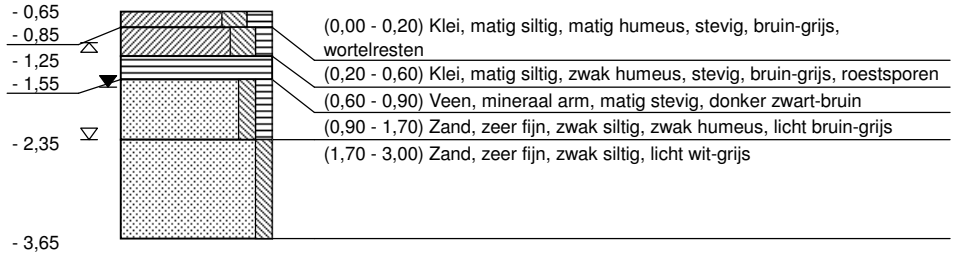 - 0,65
- 0,85
- 1,25
- 1,55
- 2,35
- 3,65
(0,00 - 0,20) Klei, matig siltig, matig humeus, stevig, bruin-grijs,
wortelresten
(0,20 - 0,60) Klei, matig siltig, zwak humeus, stevig, bruin-grijs, roestsporen
(0,60 - 0,90) Veen, mineraal arm, matig stevig, donker zwart-bruin
(0,90 - 1,70) Zand, zeer fijn, zwak siltig, zwak humeus, licht bruin-grijs
(1,70 - 3,00) Zand, zeer fijn, zwak siltig, licht wit-grijs